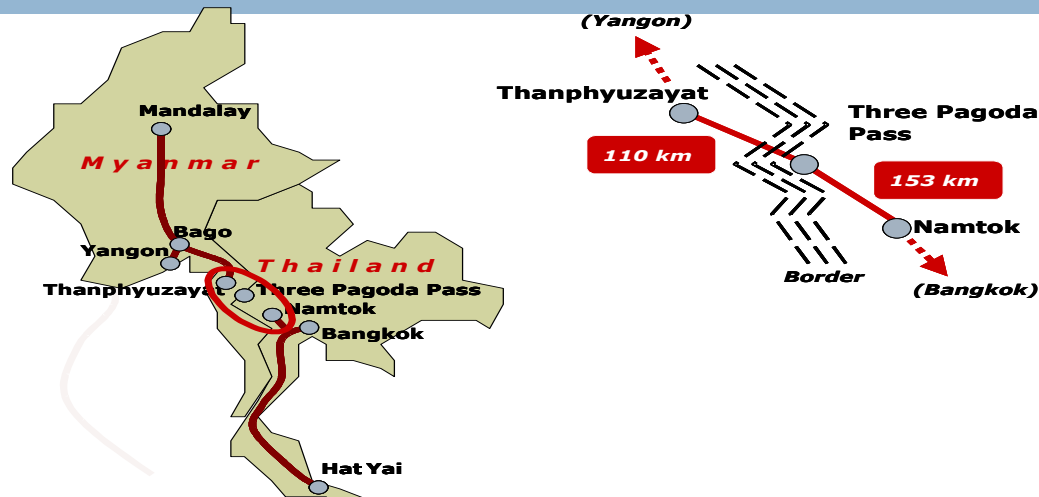 Mandalay
Myanmar
Bago
Yangon
Thailand
Thanphyuzayat
Three Pagoda Pass
Namtok
Bangkok
Hat Yai
(Yangon)
Thanphyuzayat
Three Pagoda
Pass
110 km
153 km
Namtok
Border
(Bangkok)